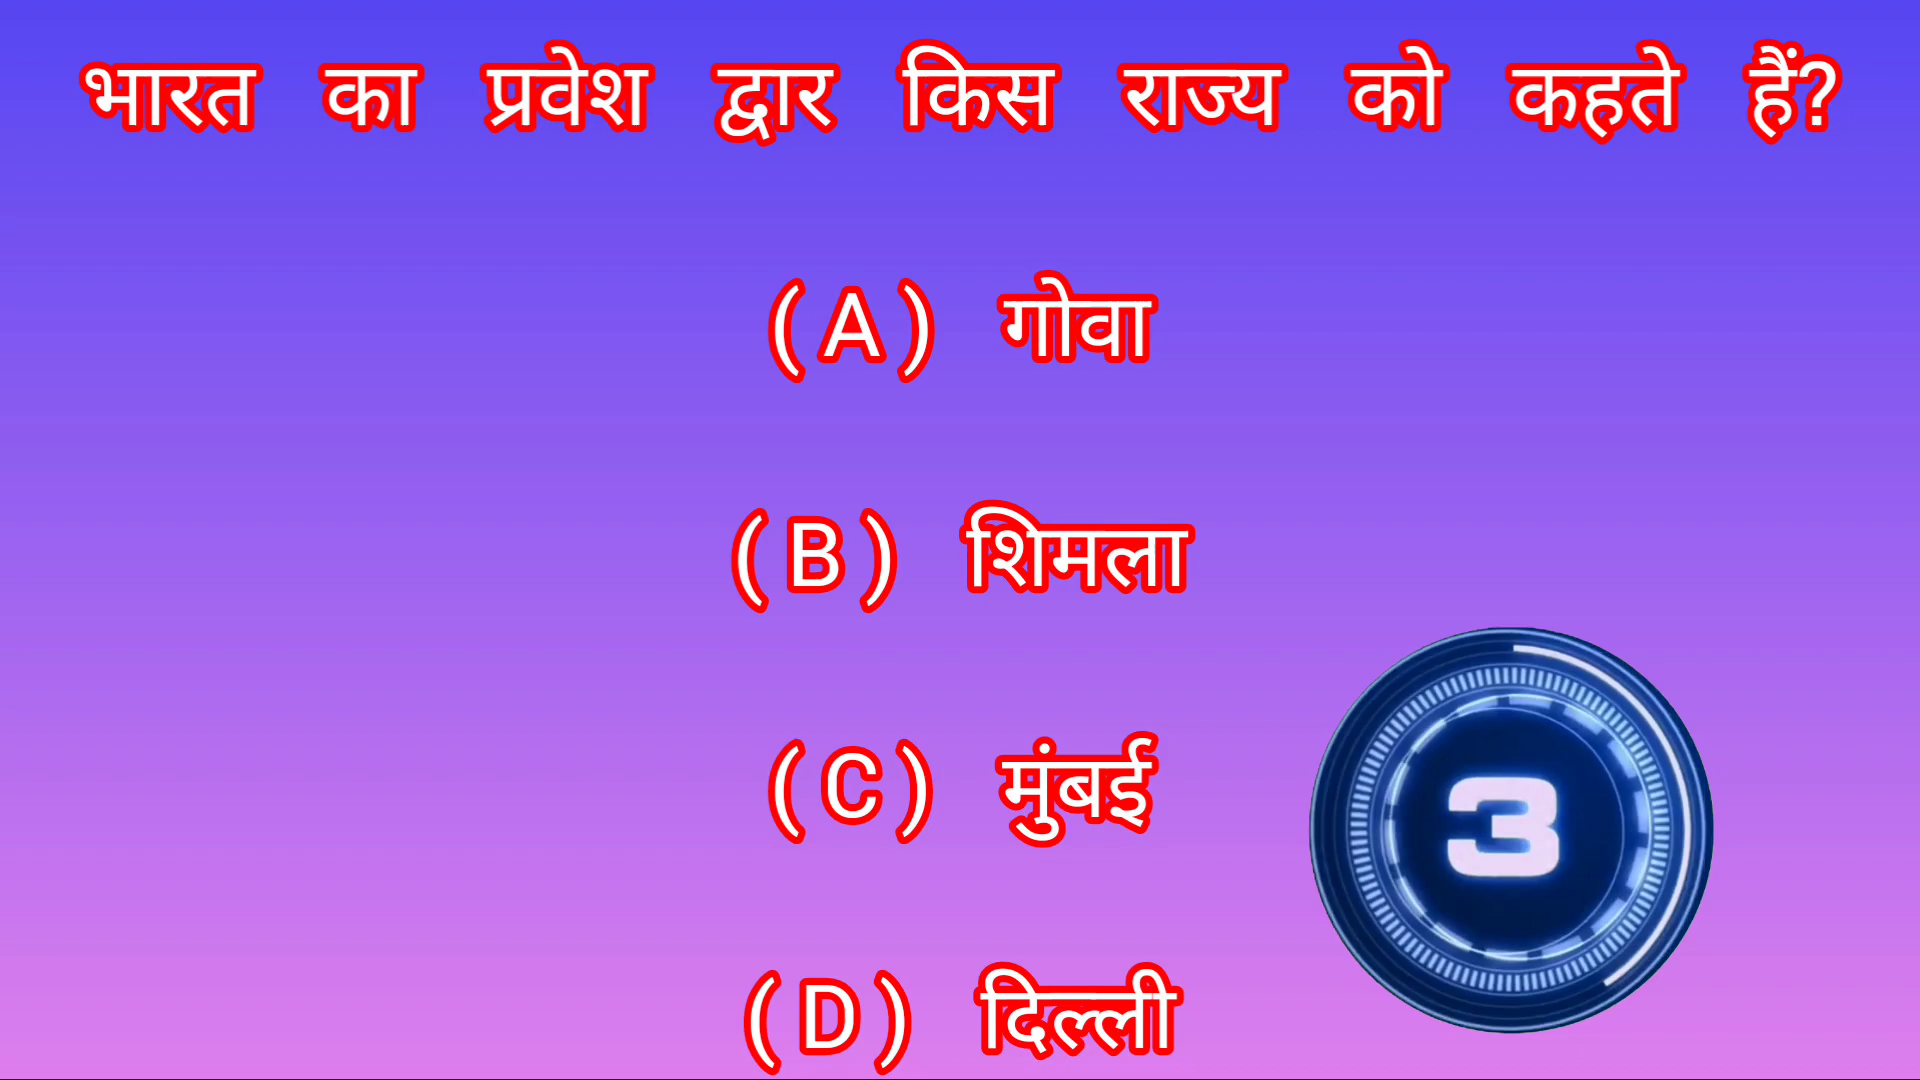 भारत का प्रवेश द्वार किस राज्य को कहते हैं?
(A) गोवा
(B) शिमला
(C) मुंबई
3
(D) दिल्ली